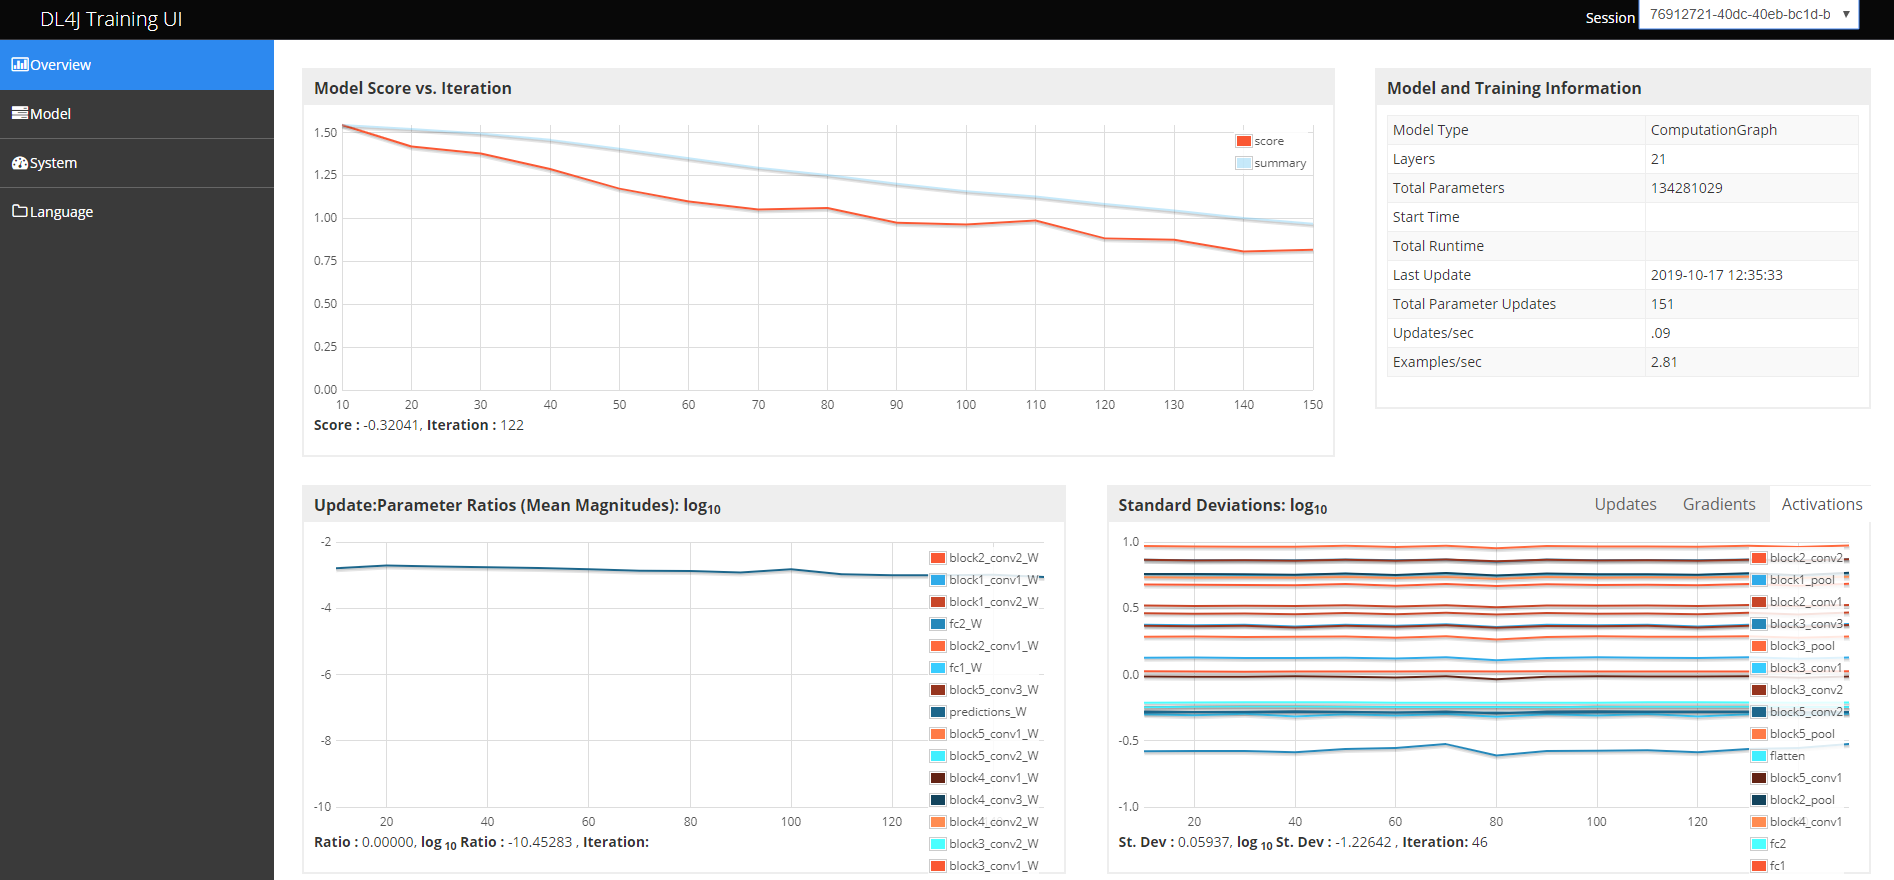 DL4J Training UI
Session 76912721-40dc-40eb-bc1d-b
Overview
Model
System
Language
Model Score vs. Iteration
1.50
1.25
1.00
0.75
0.50
0.25
0.00
score
summary
10 20 30 40 50 60 70 80 90 100 110 120 130 140 150
Score : -0.32041, Iteration : 122
Model and Training Information
Model Type ComputationGraph
Layers 21
Total Parameters 134281029
Start Time
Total Runtime
Last Update 2019-10-17 12:35:33
Total Parameter Updates 151
Updates/sec .09
Examples/sec 2.81
Update:Parameter Ratios (Mean Magnitudes): log10
-2
-4
-6
-8
-10
block2_conv2_W
block1_conv1_W
block1_conv2_W
fc2_W
block2_conv1_W
fc1_W
block5_conv3_W
predictions_W
block5_conv1_W
block5_conv2_W
block4_conv1_W
block4_conv3_W
block4_conv2_W
block3_conv2_W
block3_conv1_W
20 40 60 80 100 120
Ratio : 0.00000, log 10 Ratio : -10.45283 , Iteration:
Standard Deviations: log10
Updates Gradients Activations
1.0
0.5
0.0
-0.5
-1.0
block2_conv2
block1_pool
block2_conv1
block3_conv3
block3_pool
block3_conv1
block3_conv2
block5_conv2
block5_pool
flatten
block5_conv1
block2_pool
block4_conv1
fc2
fc1
20 40 60 80 100 120
St. Dev : 0.05937, log 10 St. Dev : -1.22642 , Iteration: 46